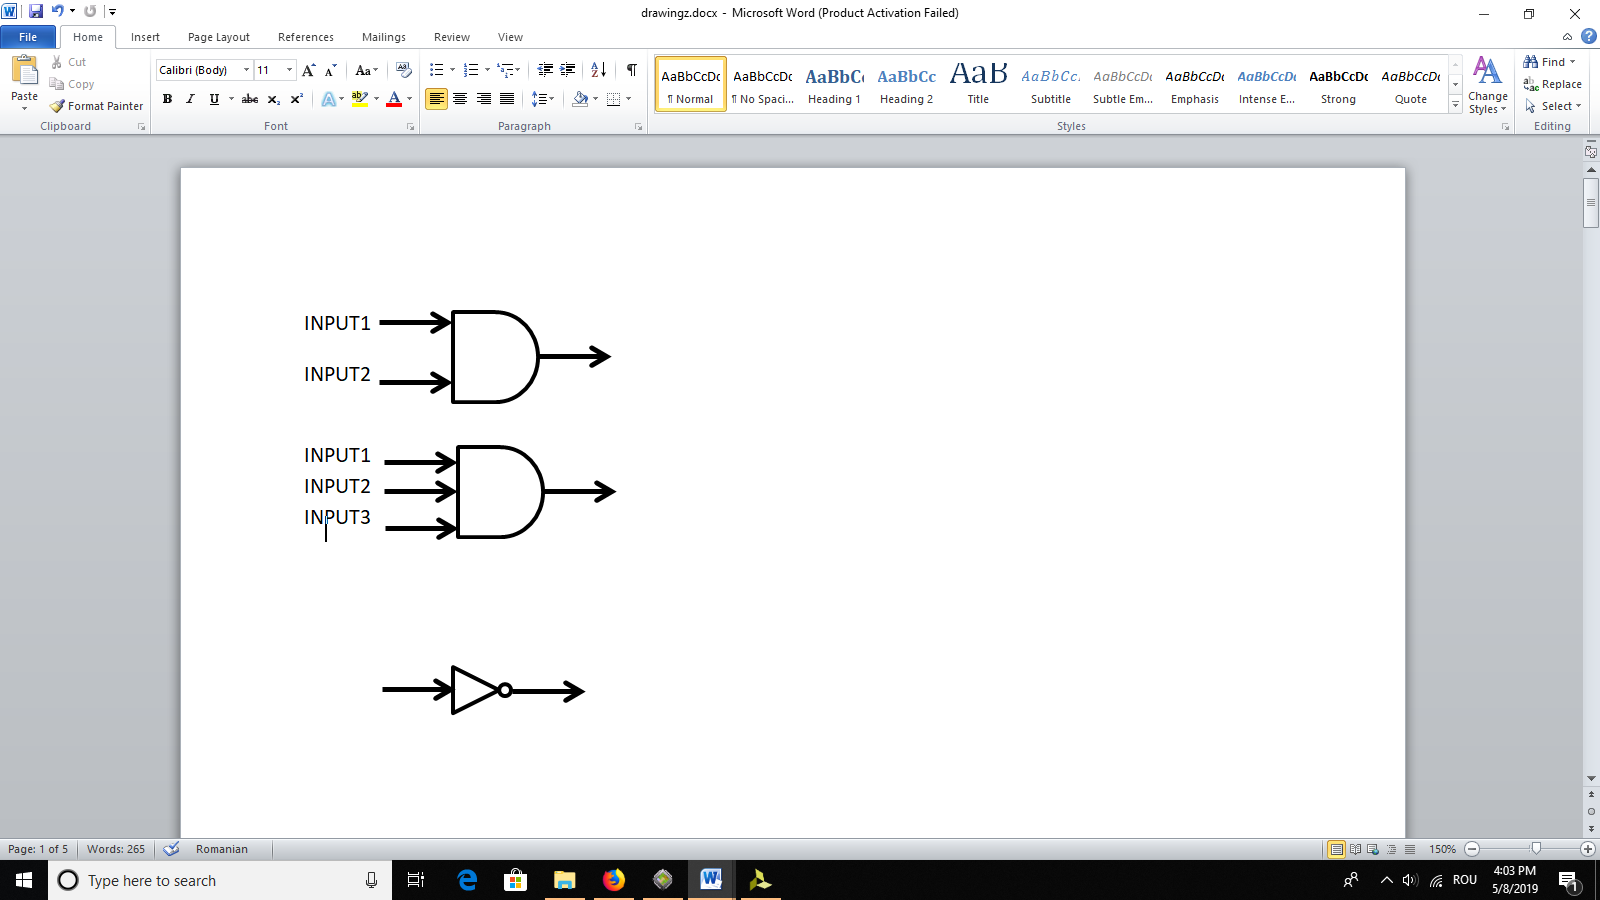 drawingz.docx - Microsoft Word (Product Activation Failed)
File Home Insert Page Layout References Mailings Review View
Paste
Cut
Copy
Format Painter
Clipboard
Calibri (Body) 11
Font
Paragraph
AaBbCcDc AaBbCcDc AaBbCc AaBbCc AaB AaBbCc. AaBbCcDc AaBbCcDc AaBbCcDc AaBbCcDc AaBbCcDc
¶ Normal ¶ No Spaci... Heading 1 Heading 2 Title Subtitle Subtle Em... Emphasis Intense E... Strong Quote
Change Styles
Styles
Find
Replace
Select
Editing
INPUT1
INPUT2
INPUT1
INPUT2
INPUT3
Page: 1 of 5 Words: 265 Romanian 150%
Type here to search
ROU
4:03 PM
5/8/2019
1